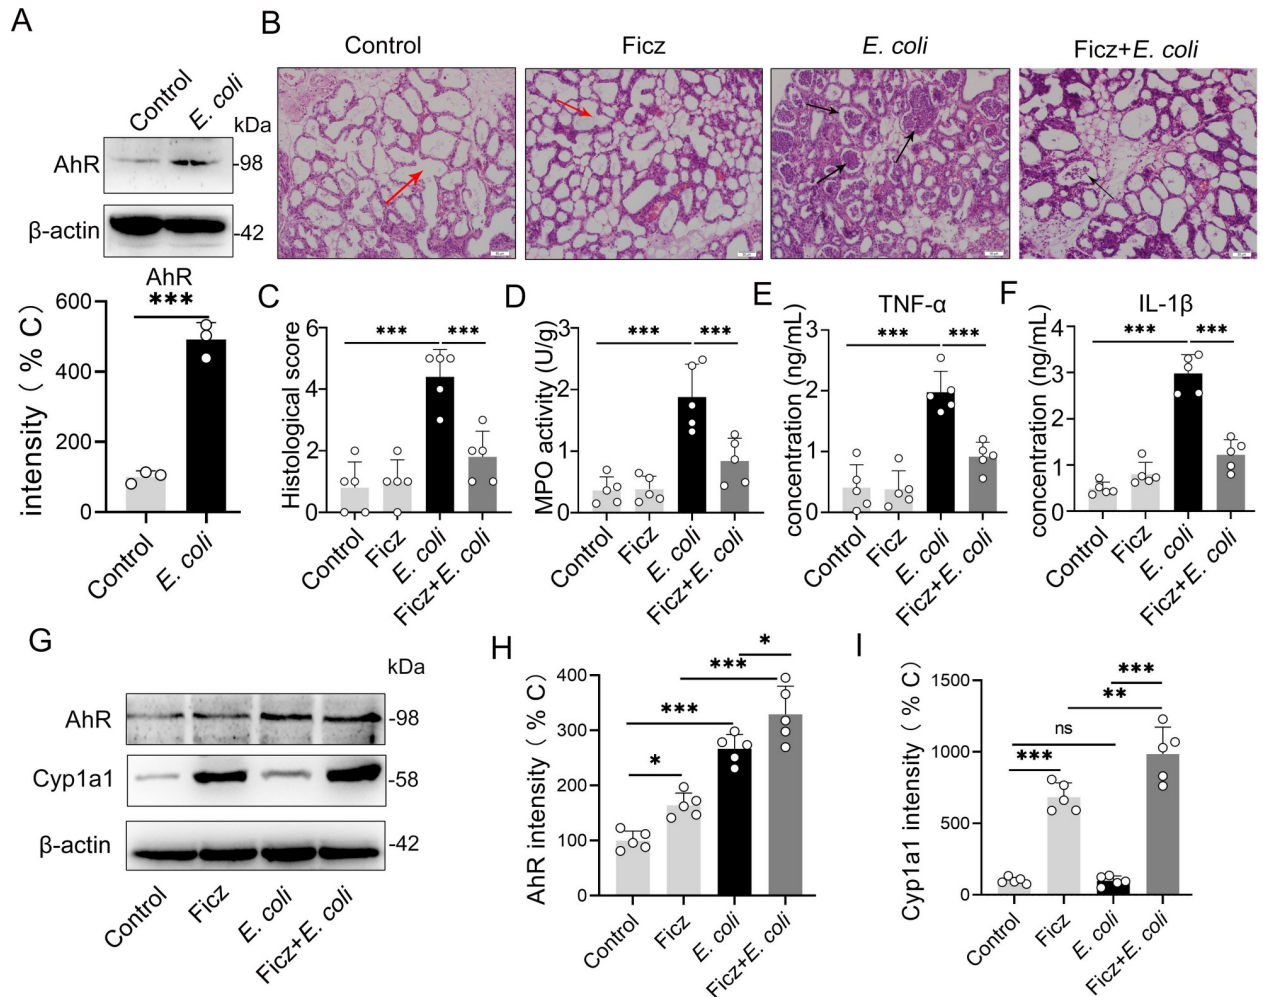 A
Control
E. coli
kDa
AhR
-98
β-actin
-42
AhR
***
intensity ( % C)
600
400
200
0
Control
E. coli
B
Control
Ficz
E. coli
Ficz+E. coli
C
Histological score
6
4
2
0
***
***
Control
Ficz
E. coli
Ficz+E. coli
D
MPO activity (U/g)
3
2
1
0
***
***
Control
Ficz
E. coli
Ficz+E. coli
E
TNF-α
concentration (ng/mL)
3
2
1
0
***
***
Control
Ficz
E. coli
Ficz+E. coli
F
IL-1β
concentration (ng/mL)
4
3
2
1
0
***
***
Control
Ficz
E. coli
Ficz+E. coli
G
kDa
AhR
-98
Cyp1a1
-58
β-actin
-42
Control
Ficz
E. coli
Ficz+E. coli
H
AhR intensity ( % C)
400
300
200
100
0
*
***
***
*
Control
Ficz
E. coli
Ficz+E. coli
I
Cyp1a1 intensity ( % C)
1500
1000
500
0
***
**
ns
***
Control
Ficz
E. coli
Ficz+E. coli